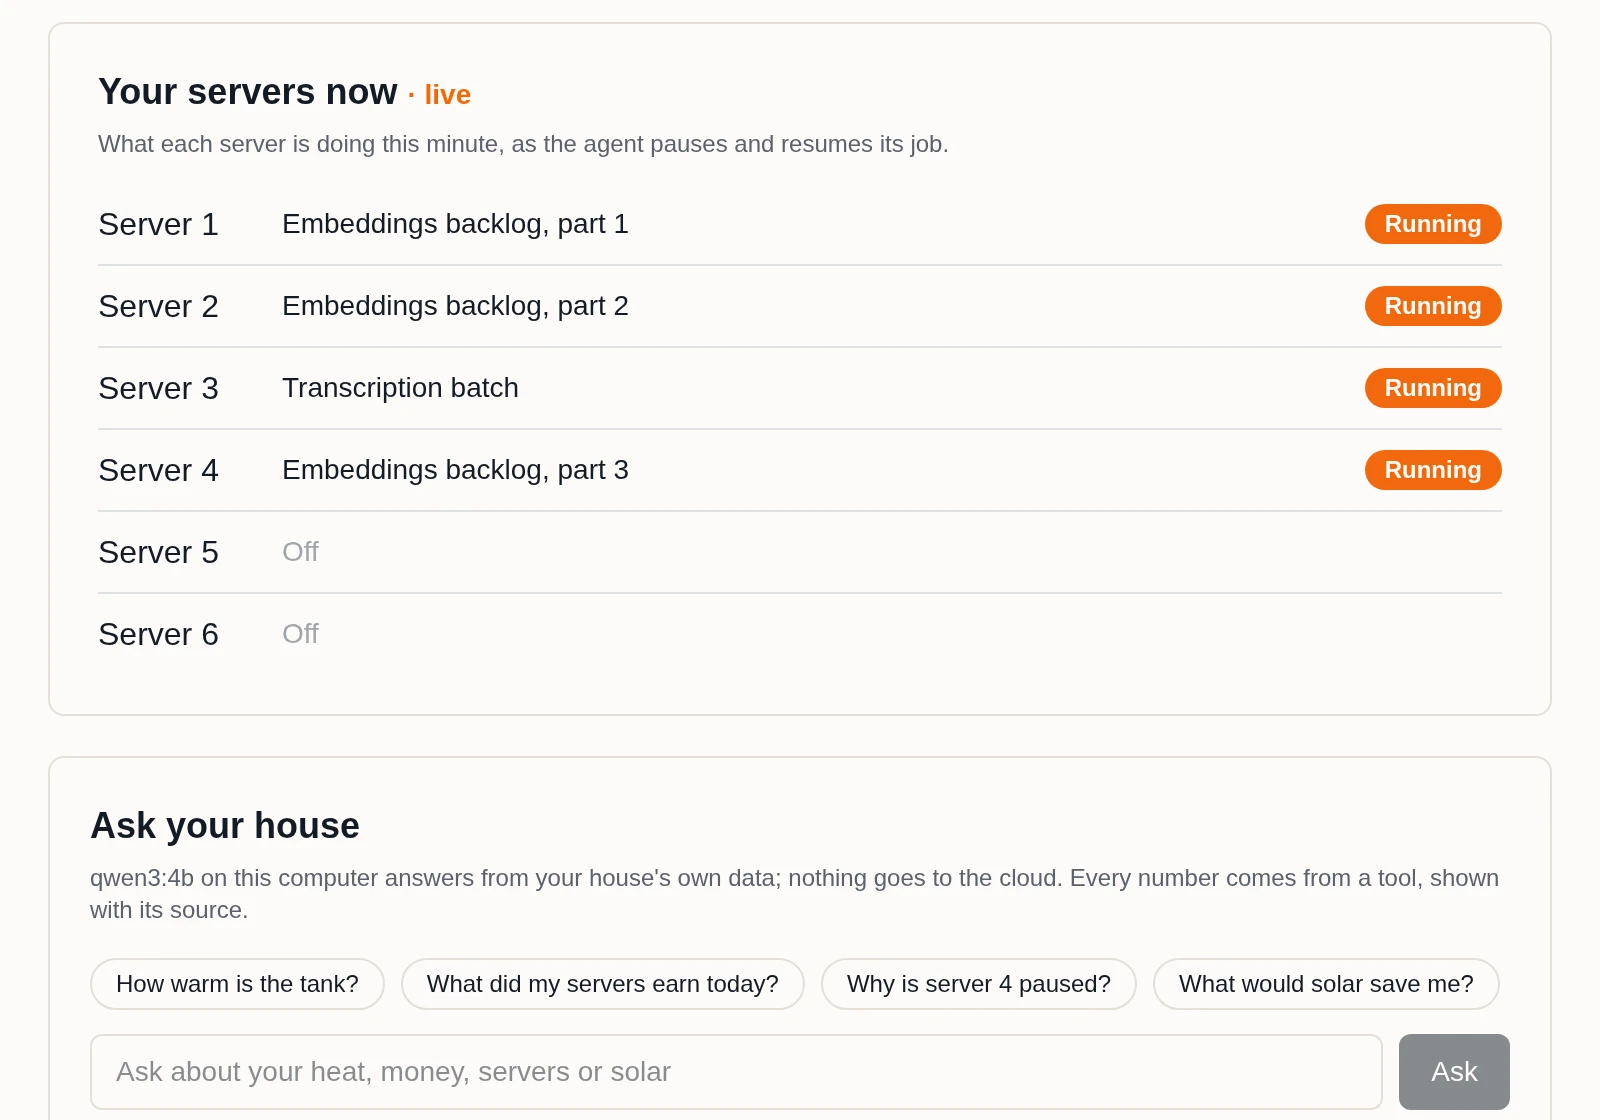 Your servers now · live
What each server is doing this minute, as the agent pauses and resumes its job.
Server 1 Embeddings backlog, part 1 Running
Server 2 Embeddings backlog, part 2 Running
Server 3 Transcription batch Running
Server 4 Embeddings backlog, part 3 Running
Server 5 Off
Server 6 Off
Ask your house
qwen3:4b on this computer answers from your house's own data; nothing goes to the cloud. Every number comes from a tool, shown
with its source.
How warm is the tank? What did my servers earn today? Why is server 4 paused? What would solar save me?
Ask about your heat, money, servers or solar Ask